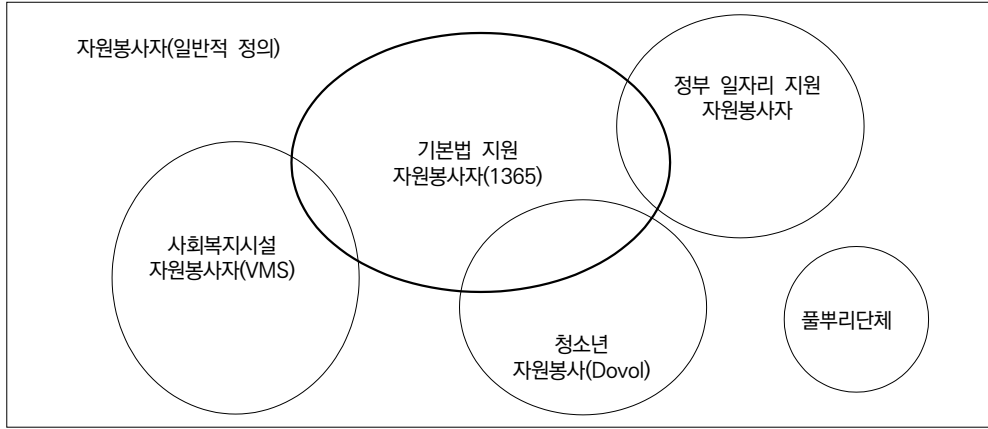 자원봉사자(일반적 정의)
정부 일자리 지원
자원봉사자
기본법 지원
자원봉사자(1365)
사회복지시설
자원봉사자(VMS)
풀뿌리단체
청소년
자원봉사(Dovol)